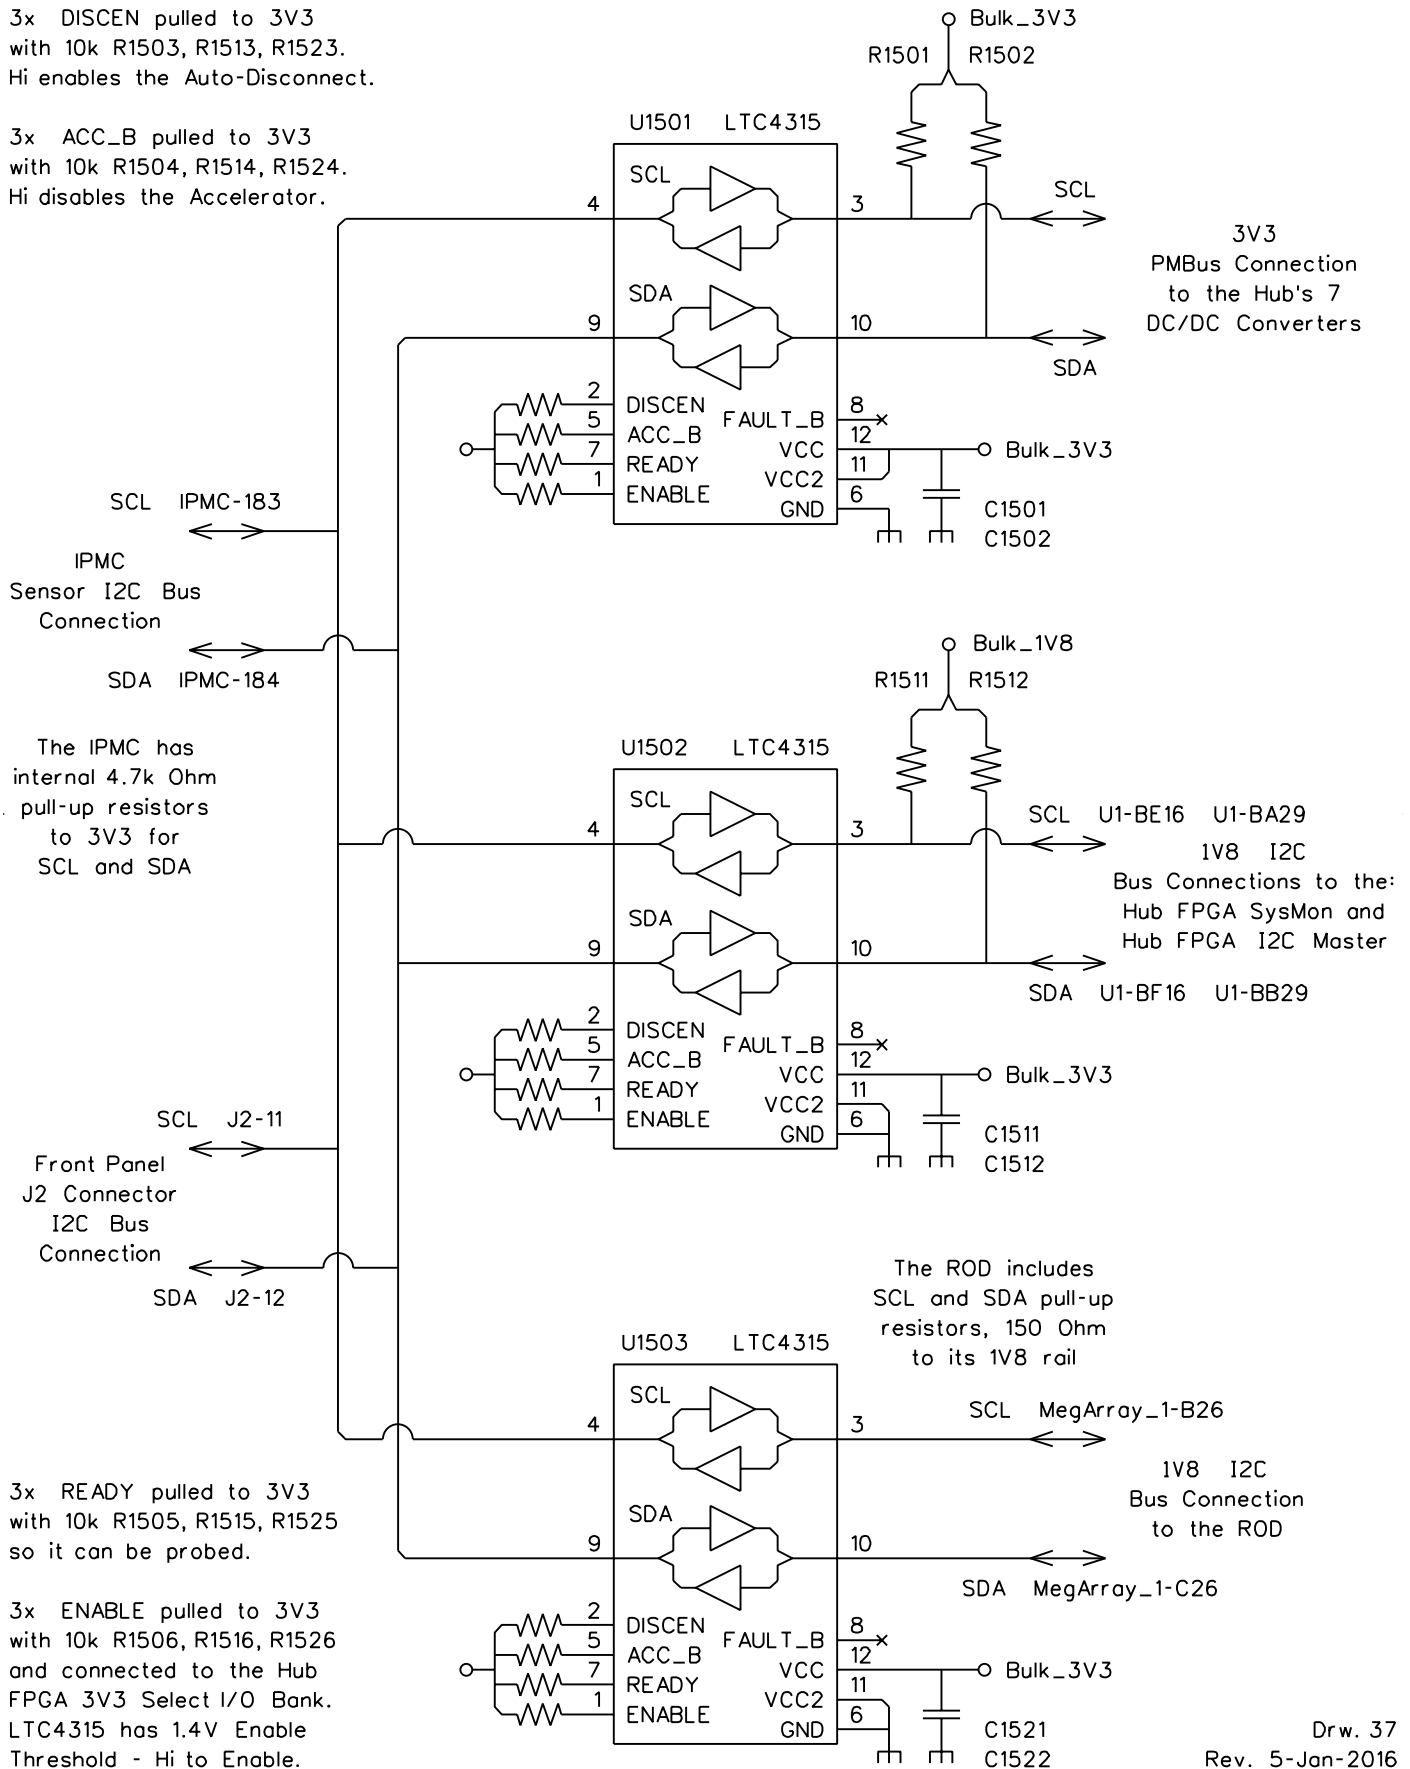 3x DISCEN pulled to 3V3
with 10k R1503, R1513, R1523.
Hi enables the Auto-Disconnect.
3x ACC_B pulled to 3V3
with 10k R1504, R1514, R1524.
Hi disables the Accelerator.
Bulk_3V3
R1501 R1502
U1501 LTC4315
SCL
4
3
SCL
SDA
9
10
SDA
3V3
PMBus Connection
to the Hub's 7
DC/DC Converters
2 DISCEN
5 ACC_B
7 READY
1 ENABLE
FAULT_B 8
VCC 12
VCC2 11
GND 6
Bulk_3V3
C1501
C1502
SCL IPMC-183
IPMC
Sensor I2C Bus
Connection
SDA IPMC-184
The IPMC has
internal 4.7k Ohm
pull-up resistors
to 3V3 for
SCL and SDA
Bulk_1V8
R1511 R1512
U1502 LTC4315
SCL
4
3
SCL U1-BE16 U1-BA29
1V8 I2C
Bus Connections to the:
Hub FPGA SysMon and
Hub FPGA I2C Master
SDA
9
10
SDA U1-BF16 U1-BB29
2 DISCEN
5 ACC_B
7 READY
1 ENABLE
FAULT_B 8
VCC 12
VCC2 11
GND 6
Bulk_3V3
C1511
C1512
SCL J2-11
Front Panel
J2 Connector
I2C Bus
Connection
SDA J2-12
The ROD includes
SCL and SDA pull-up
resistors, 150 Ohm
to its 1V8 rail
U1503 LTC4315
SCL
4
3
SCL MegArray_1-B26
1V8 I2C
Bus Connection
to the ROD
SDA
9
10
SDA MegArray_1-C26
2 DISCEN
5 ACC_B
7 READY
1 ENABLE
FAULT_B 8
VCC 12
VCC2 11
GND 6
Bulk_3V3
C1521
C1522
3x READY pulled to 3V3
with 10k R1505, R1515, R1525
so it can be probed.
3x ENABLE pulled to 3V3
with 10k R1506, R1516, R1526
and connected to the Hub
FPGA 3V3 Select I/O Bank.
LTC4315 has 1.4V Enable
Threshold - Hi to Enable.
Drw. 37
Rev. 5-Jan-2016